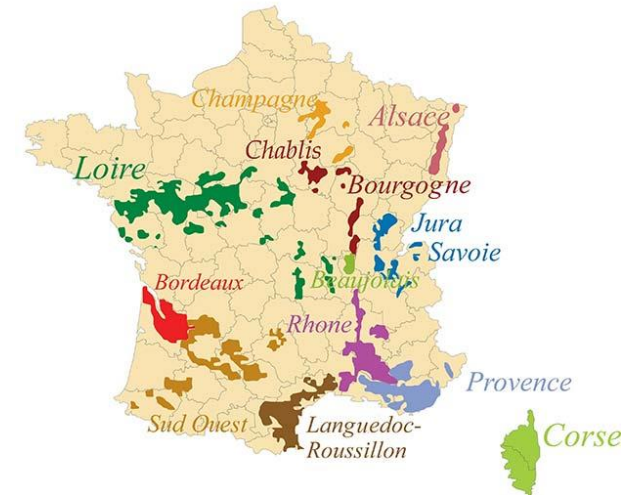 Champagne
Alsace
Chablis
Loire
Bourgogne
Jura
Savoie
Bordeaux
Beaujolais
Rhone
Provence
Sud Ouest
Languedoc-
Roussillon
Corse